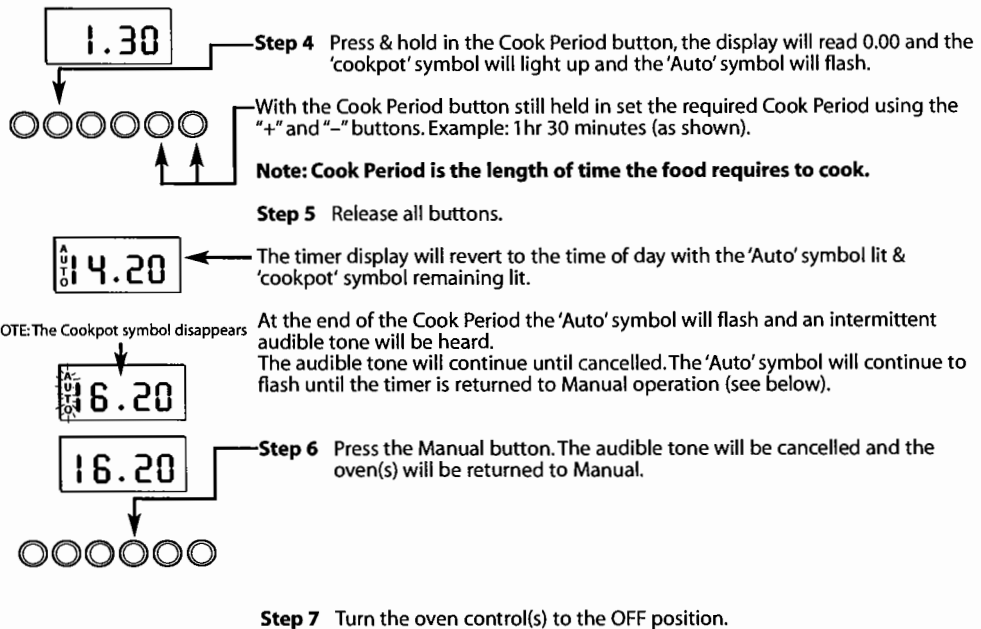 1.30
Step 4 Press & hold in the Cook Period button, the display will read 0.00 and the
'cookpot' symbol will light up and the 'Auto' symbol will flash.
With the Cook Period button still held in set the required Cook Period using the
"+" and "–" buttons. Example: 1hr 30 minutes (as shown).
Note: Cook Period is the length of time the food requires to cook.
Step 5 Release all buttons.
AUTO 14.20
The timer display will revert to the time of day with the 'Auto' symbol lit &
'cookpot' symbol remaining lit.
OTE: The Cookpot symbol disappears
At the end of the Cook Period the 'Auto' symbol will flash and an intermittent
audible tone will be heard.
The audible tone will continue until cancelled. The 'Auto' symbol will continue to
flash until the timer is returned to Manual operation (see below).
AUTO 16.20
16.20
Step 6 Press the Manual button. The audible tone will be cancelled and the
oven(s) will be returned to Manual.
Step 7 Turn the oven control(s) to the OFF position.